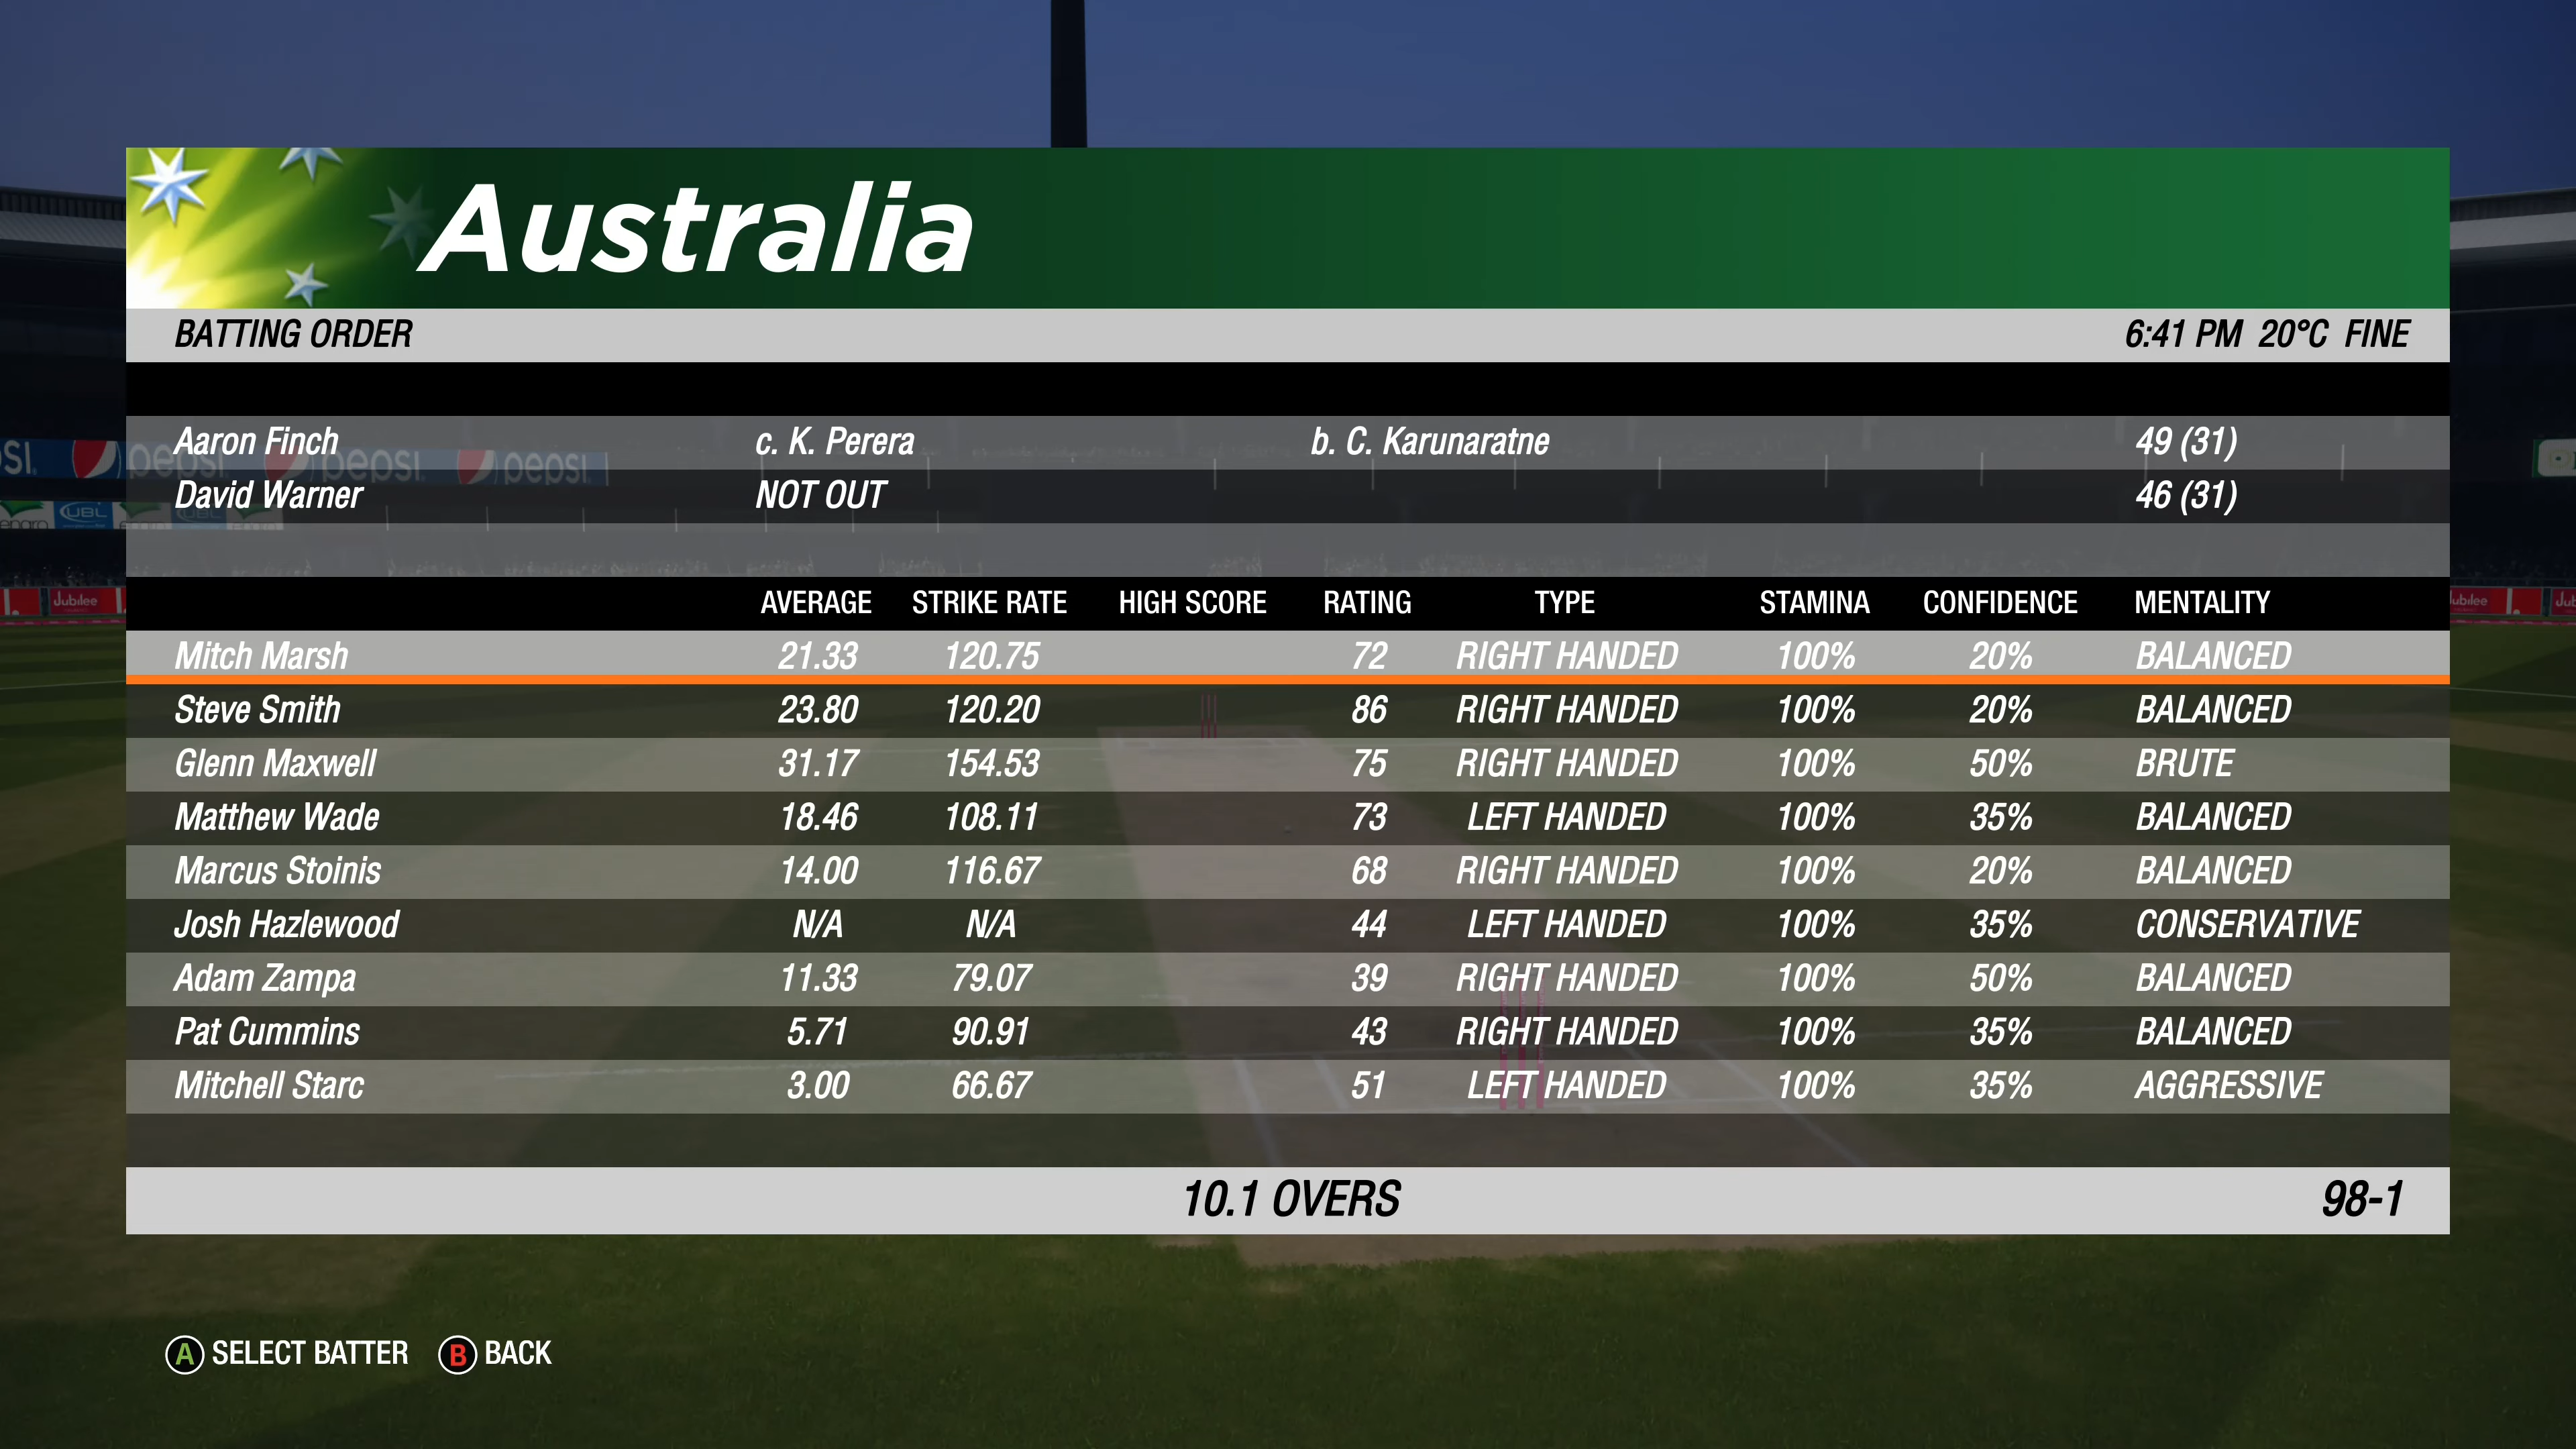 Australia
BATTING ORDER 6:41 PM 20°C FINE
Aaron Finch c. K. Perera b. C. Karunaratne 49 (31)
SI. pepsi pepsi pepsi
David Warner NOT OUT 46 (31)
UBL
AVERAGE STRIKE RATE HIGH SCORE RATING TYPE STAMINA CONFIDENCE MENTALITY
Jubilee
Mitch Marsh 21.33 120.75 72 RIGHT HANDED 100% 20% BALANCED
Steve Smith 23.80 120.20 86 RIGHT HANDED 100% 20% BALANCED
Glenn Maxwell 31.17 154.53 75 RIGHT HANDED 100% 50% BRUTE
Matthew Wade 18.46 108.11 73 LEFT HANDED 100% 35% BALANCED
Marcus Stoinis 14.00 116.67 68 RIGHT HANDED 100% 20% BALANCED
Josh Hazlewood N/A N/A 44 LEFT HANDED 100% 35% CONSERVATIVE
Adam Zampa 11.33 79.07 39 RIGHT HANDED 100% 50% BALANCED
Pat Cummins 5.71 90.91 43 RIGHT HANDED 100% 35% BALANCED
Mitchell Starc 3.00 66.67 51 LEFT HANDED 100% 35% AGGRESSIVE
10.1 OVERS 98-1
A SELECT BATTER B BACK